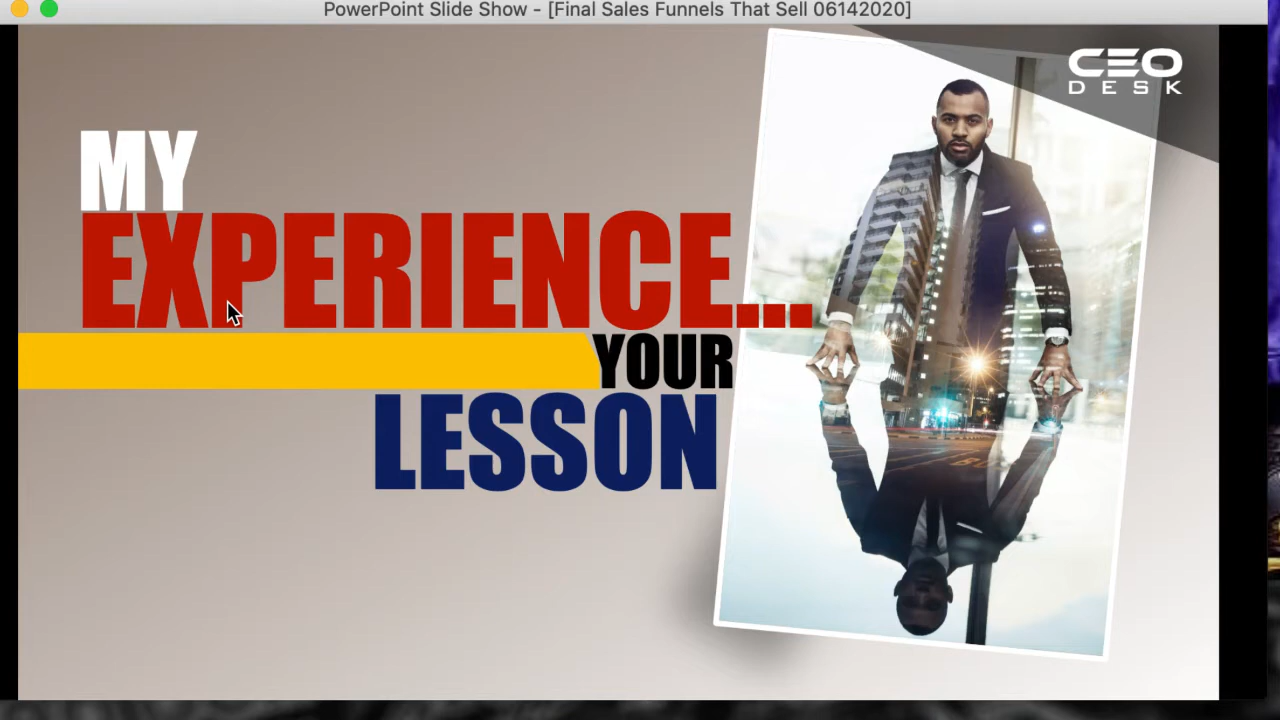 PowerPoint Slide Show - [Final Sales Funnels That Sell 06142020]
CEO
DESK
MY
EXPERIENCE...
YOUR
LESSON